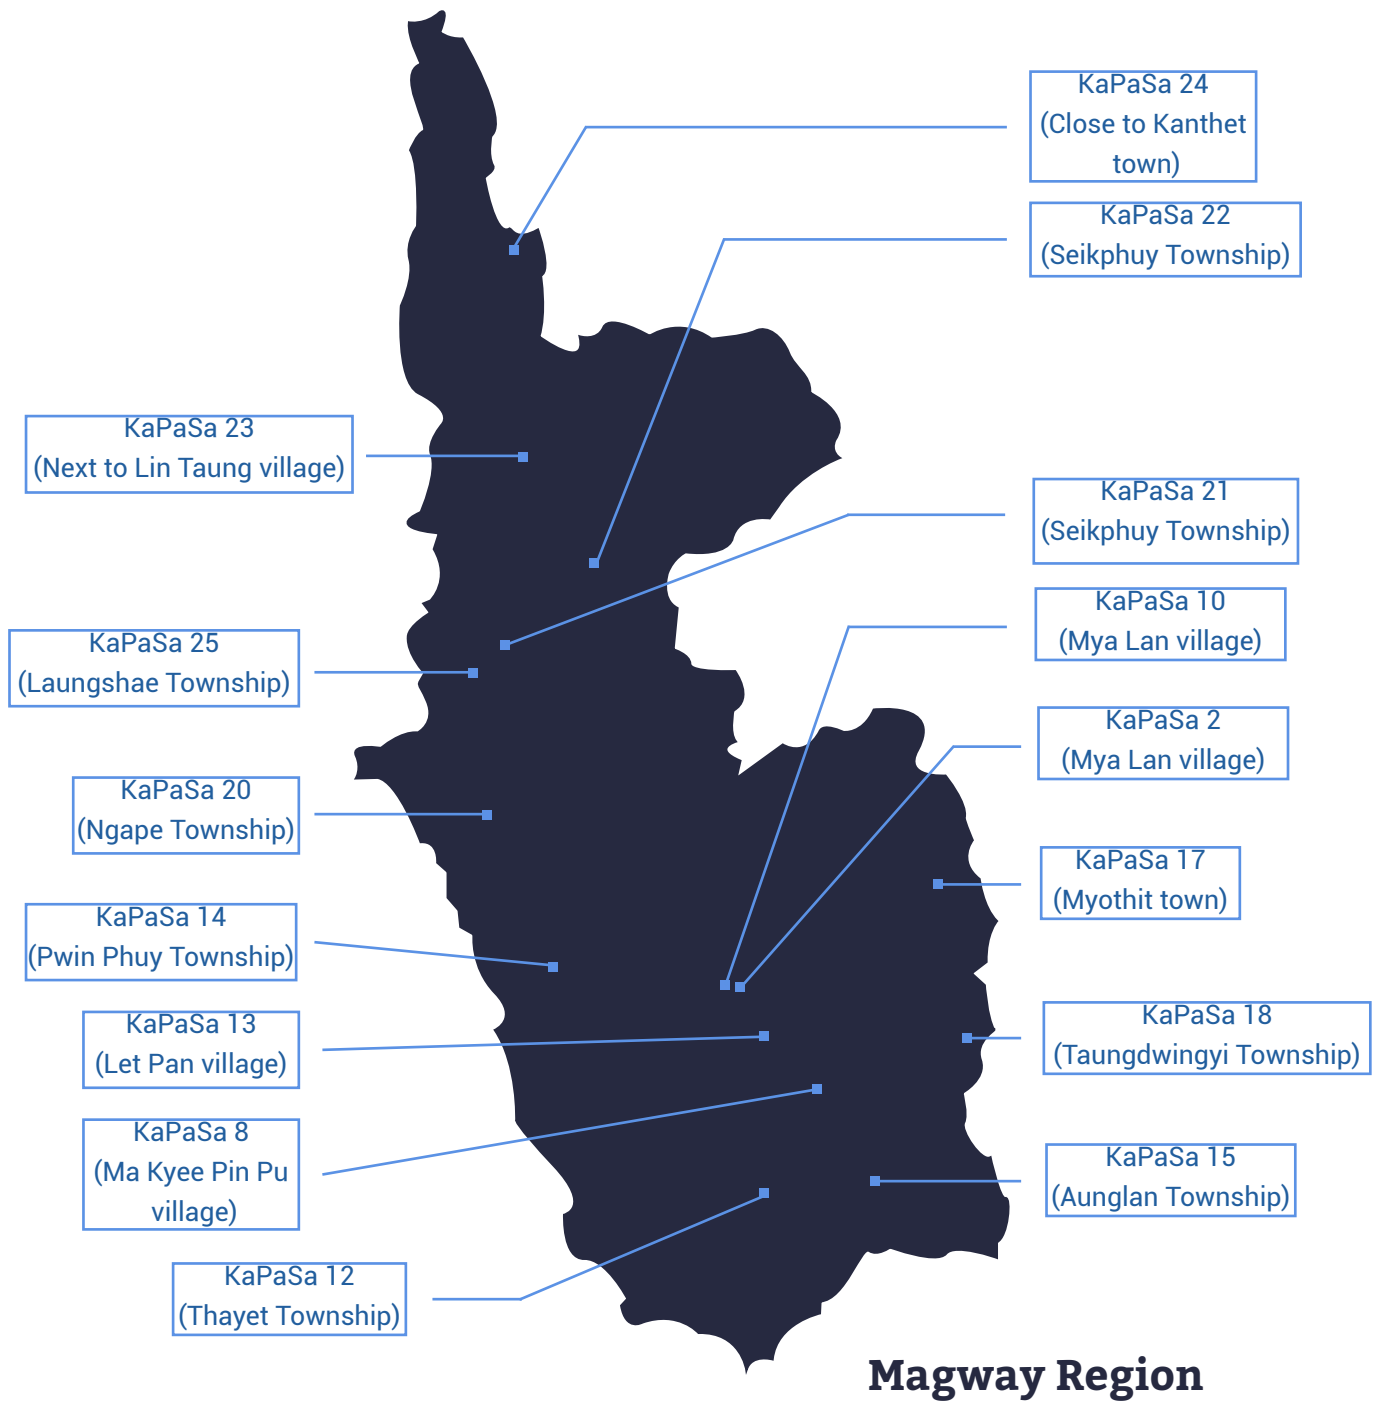 KaPaSa 24
(Close to Kanthet
town)
KaPaSa 22
(Seikphuy Township)
KaPaSa 23
(Next to Lin Taung village)
KaPaSa 21
(Seikphuy Township)
KaPaSa 10
(Mya Lan village)
KaPaSa 25
(Laungshae Township)
KaPaSa 2
(Mya Lan village)
KaPaSa 20
(Ngape Township)
KaPaSa 17
(Myothit town)
KaPaSa 14
(Pwin Phuy Township)
KaPaSa 13
(Let Pan village)
KaPaSa 18
(Taungdwingyi Township)
KaPaSa 8
(Ma Kyee Pin Pu
village)
KaPaSa 15
(Aunglan Township)
KaPaSa 12
(Thayet Township)
Magway Region